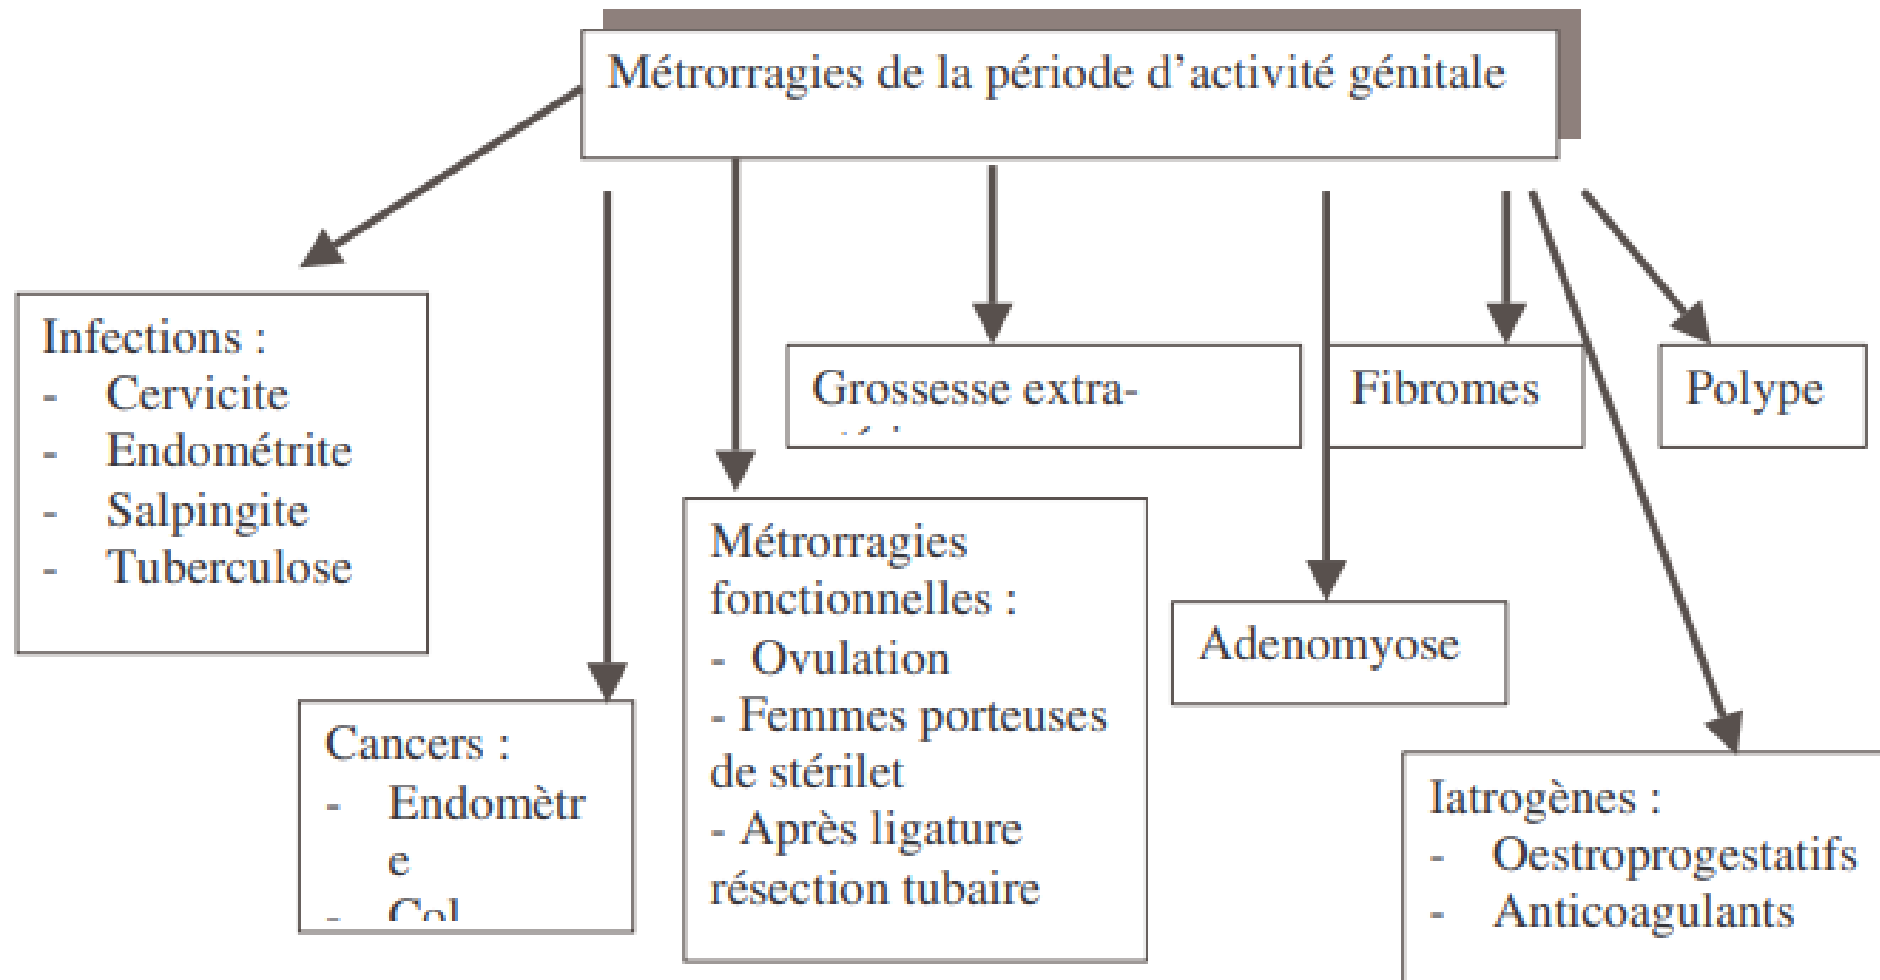 Métrorragies de la période d’activité génitale
Infections :
- Cervicite
- Endométrite
- Salpingite
- Tuberculose
Cancers :
- Endomètr
e
- Col
Métrorragies
fonctionnelles :
- Ovulation
- Femmes porteuses
de stérilet
- Après ligature
résection tubaire
Grossesse extra-
Adenomyose
Fibromes
Iatrogènes :
- Oestroprogestatifs
- Anticoagulants
Polype